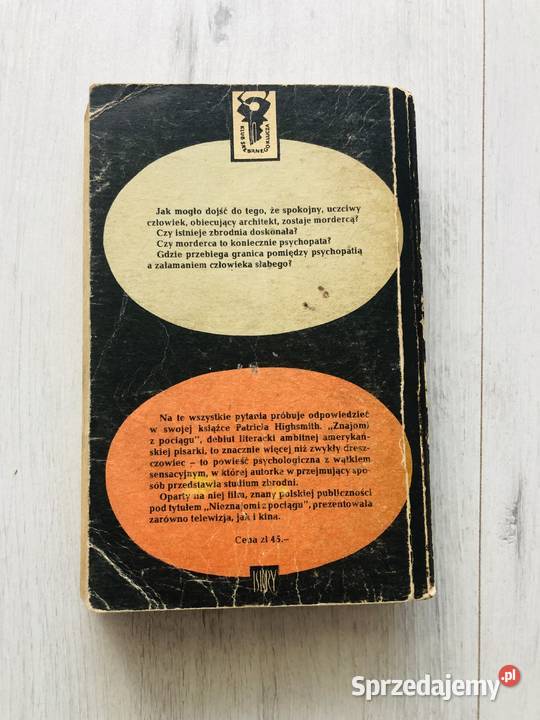 KLUB SREBRNEGO KLUCZA
Jak mogło dojść do tego, że spokojny, uczciwy
człowiek, obiecujący architekt, zostaje mordercą?
Czy istnieje zbrodnia doskonała?
Czy morderca to koniecznie psychopata?
Gdzie przebiega granica pomiędzy psychopatią
a załamaniem człowieka słabego?
Na te wszystkie pytania próbuje odpowiedzieć
w swojej książce Patricia Highsmith. „Znajomi
z pociągu", debiut literacki ambitnej amerykań-
skiej pisarki, to znacznie więcej niż zwykły dresz-
czowiec – to powieść psychologiczna z wątkiem
sensacyjnym, w której autorka w przejmujący spo-
sób przedstawia studium zbrodni.
Oparty na niej film, znany polskiej publiczności
pod tytułem „Nieznajomi z pociągu", prezentowała
zarówno telewizja, jak i kina.
Cena zł 45.–
ISKRY
Sprzedajemy.pl